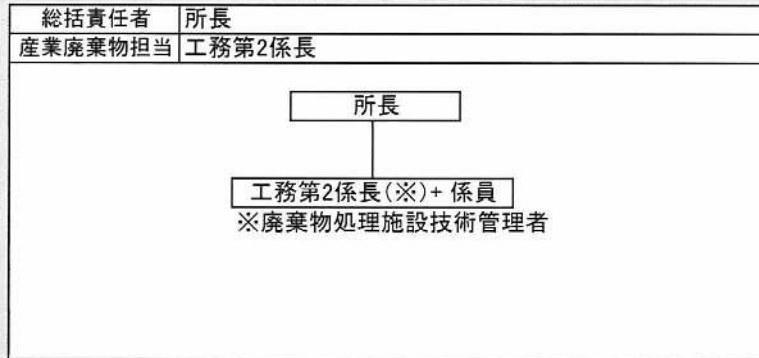 総括責任者 所長
産業廃棄物担当 工務第2係長
所長
工務第2係長(※)+ 係員
※廃棄物処理施設技術管理者